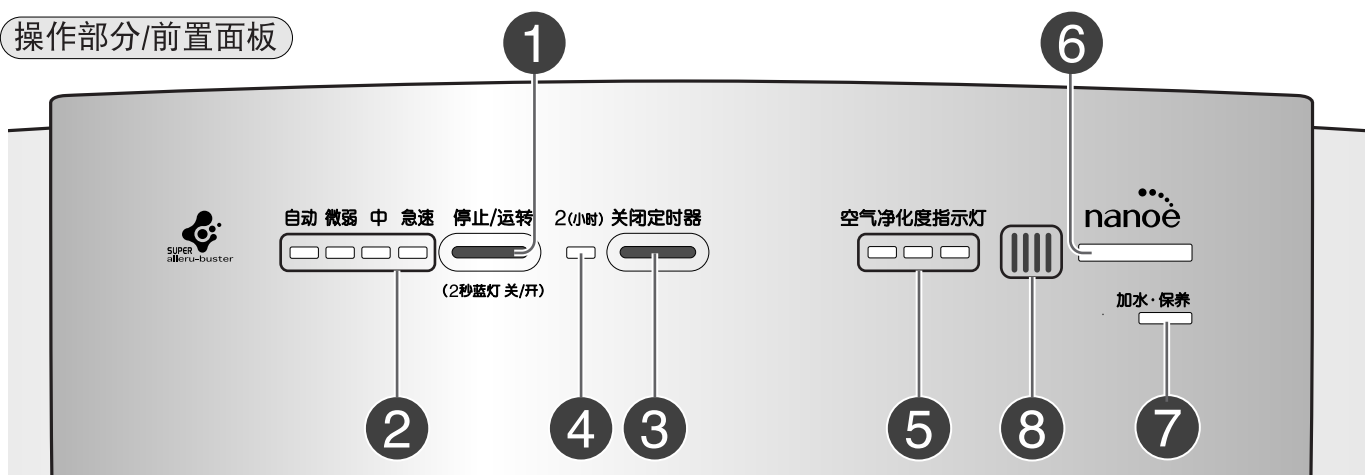 操作部分/前置面板
1
6
SUPER
alleru-buster
自动 微弱 中 急速
停止/运转
2(小时) 关闭定时器
空气净化度指示灯
nanoe
(2秒蓝灯 关/开)
加水·保养
2
4
3
5
8
7